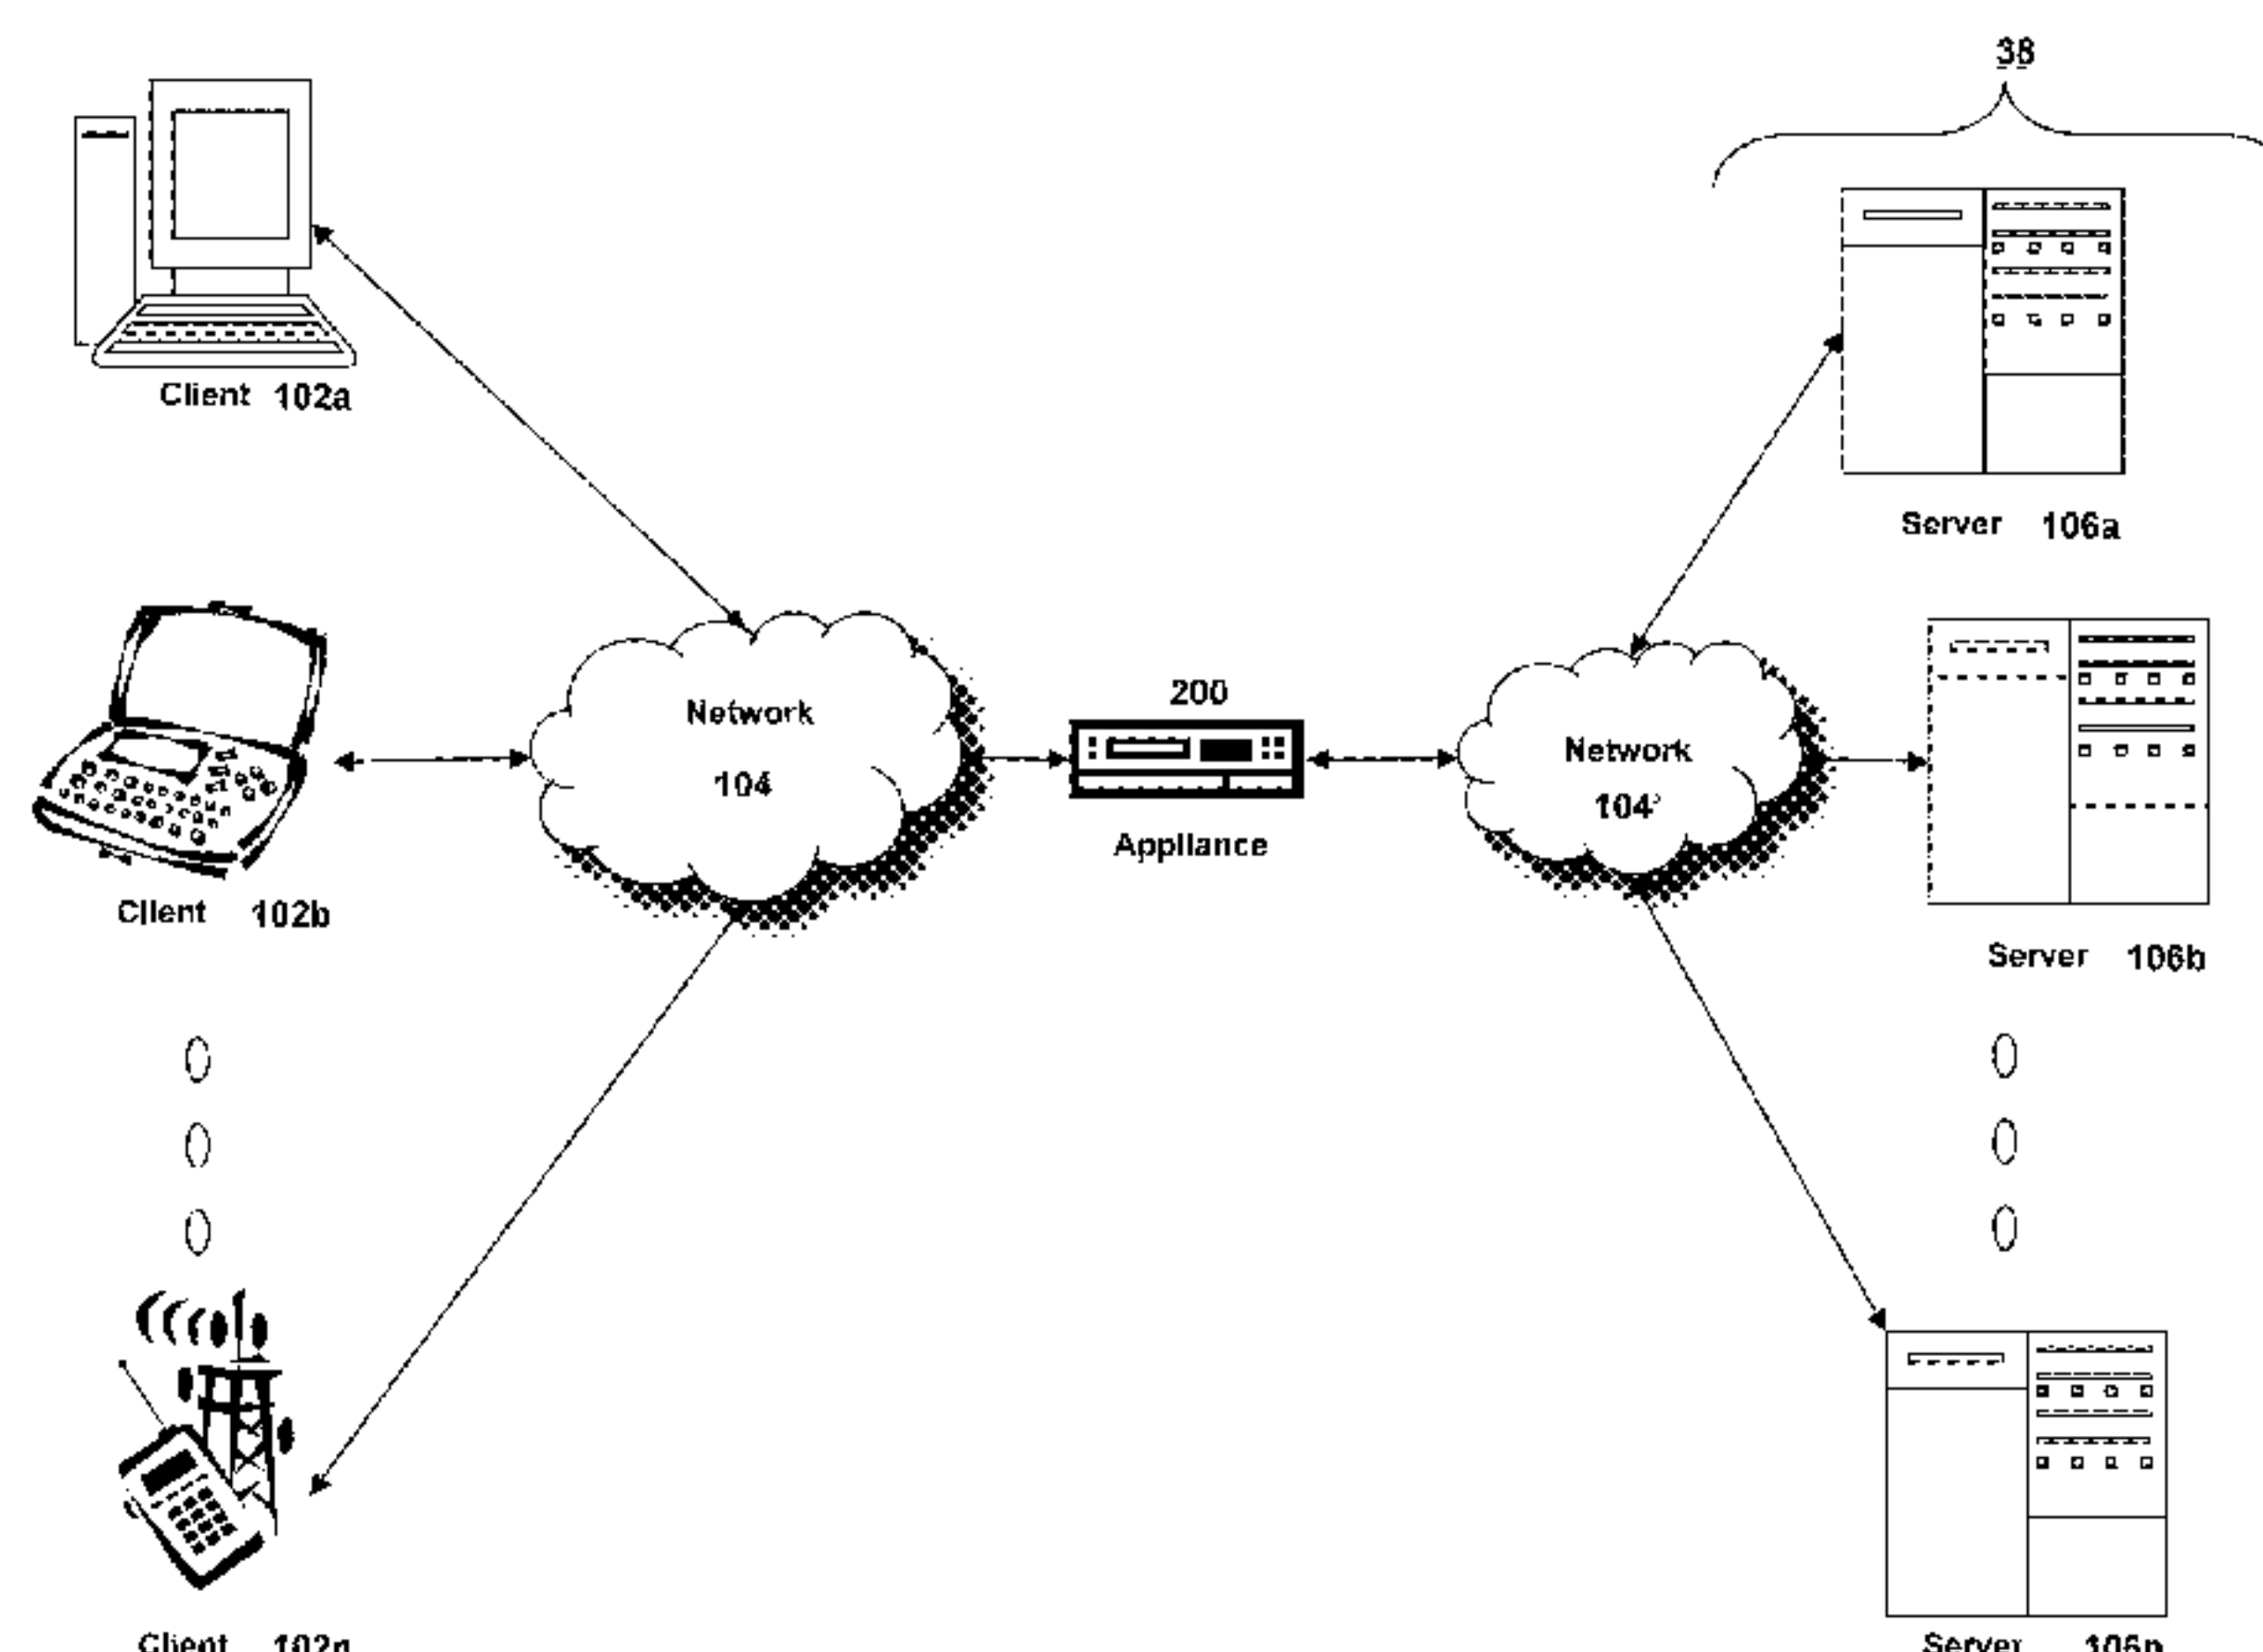 38
Client 102a
Server 106a
Network
104
200
Appliance
Network
104'
Client 102b
Server 106b
Client 102n
Server 106n